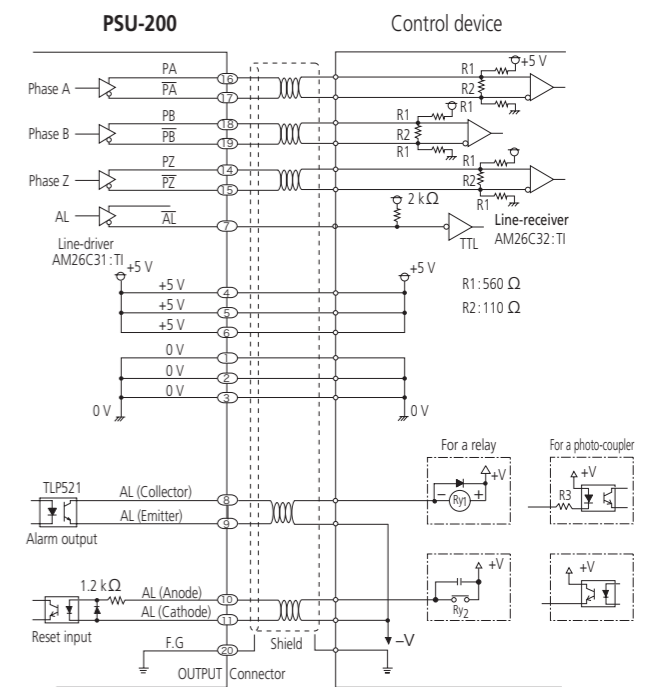 PSU-200 Control device
+5 V
PA 16 R1
Phase A
PA 17 R2
PB 18 R1 R1
Phase B R2
PB 19 R1
PZ 14 R1
Phase Z R2
PZ 15
2 kΩ R1
AL AL 7 Line-receiver
TTL AM26C32:TI
Line-driver
AM26C31:TI
+5 V +5 V
+5 V 4 R1:560 Ω
+5 V 5 R2:110 Ω
+5 V 6
0 V 1
0 V 2
0 V 3
0 V 0 V
For a relay For a photo-coupler
+V +V
TLP521 AL (Collector) 8 – Ry1 + R3
AL (Emitter) 9
Alarm output
+V +V
1.2 kΩ AL (Anode) 10
AL (Cathode) 11 Ry2
Reset input
F.G 20 Shield –V
OUTPUT Connector